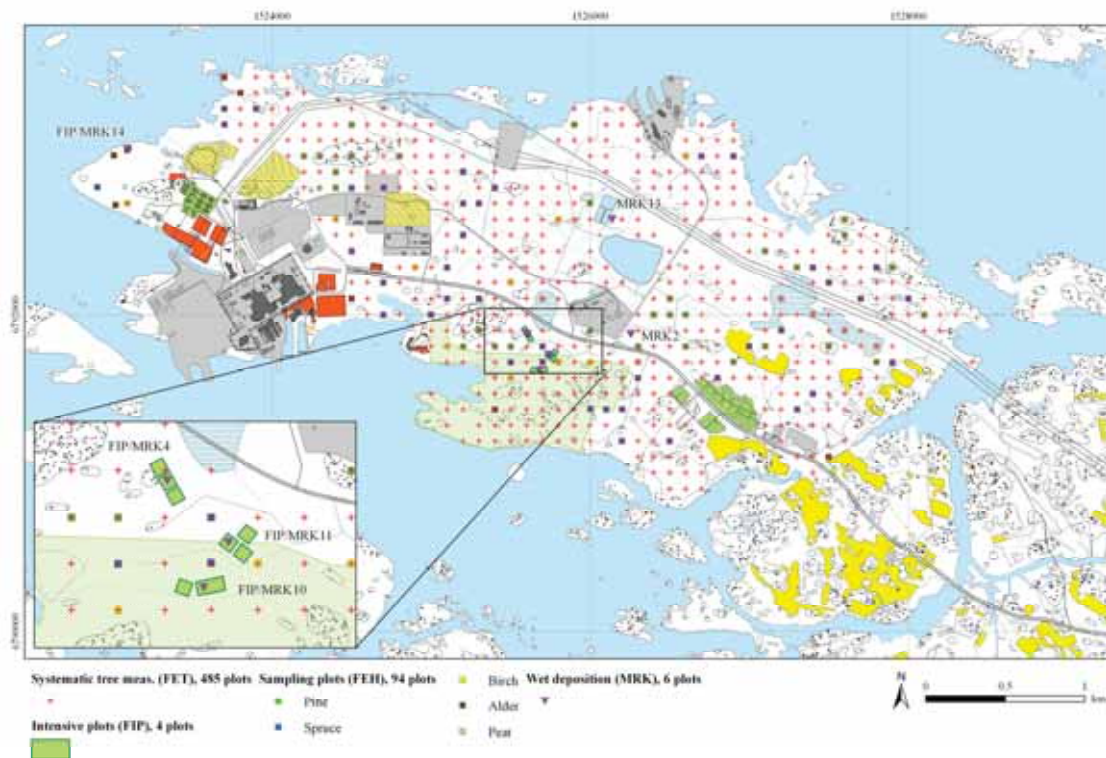 1524000 1526000 1528000
FIP/MRK14
MRK13
MRK2
FIP/MRK4
FIP/MRK11
FIP/MRK10
Systematic tree meas. (FET), 485 plots Sampling plots (FEH), 94 plots Birch Wet deposition (MRK), 6 plots
Pine Alder
Intensive plots (FIP), 4 plots Spruce Peat
N
0 0.5 1
km